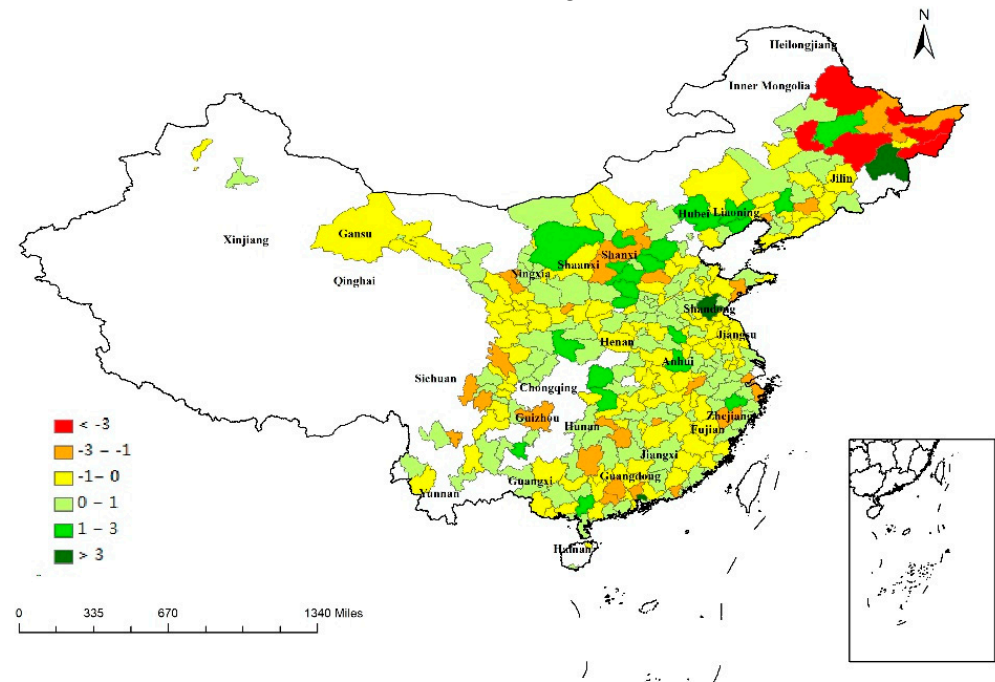 N
Heilongjiang
Inner Mongolia
Jilin
Hubei
Liaoning
Gansu
Xinjiang
Shanxi
Shaanxi
Qinghai
Shandong
Jiangsu
Henan
Anhui
Sichuan
Chongqing
Guizhou
Zhejiang
Hunan
Fujian
Jiangxi
Guangdoug
Guangxi
Yunnan
Hainan
< -3
-3 – -1
-1 – 0
0 – 1
1 – 3
> 3
0 335 670 1340 Miles